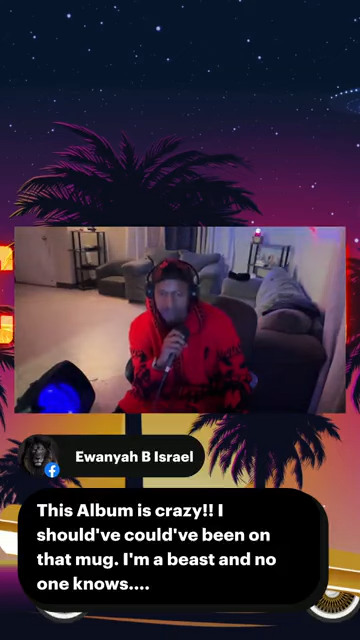 Ewanyah B Israel
This Album is crazy!! I
should've could've been on
that mug. I'm a beast and no
one knows....